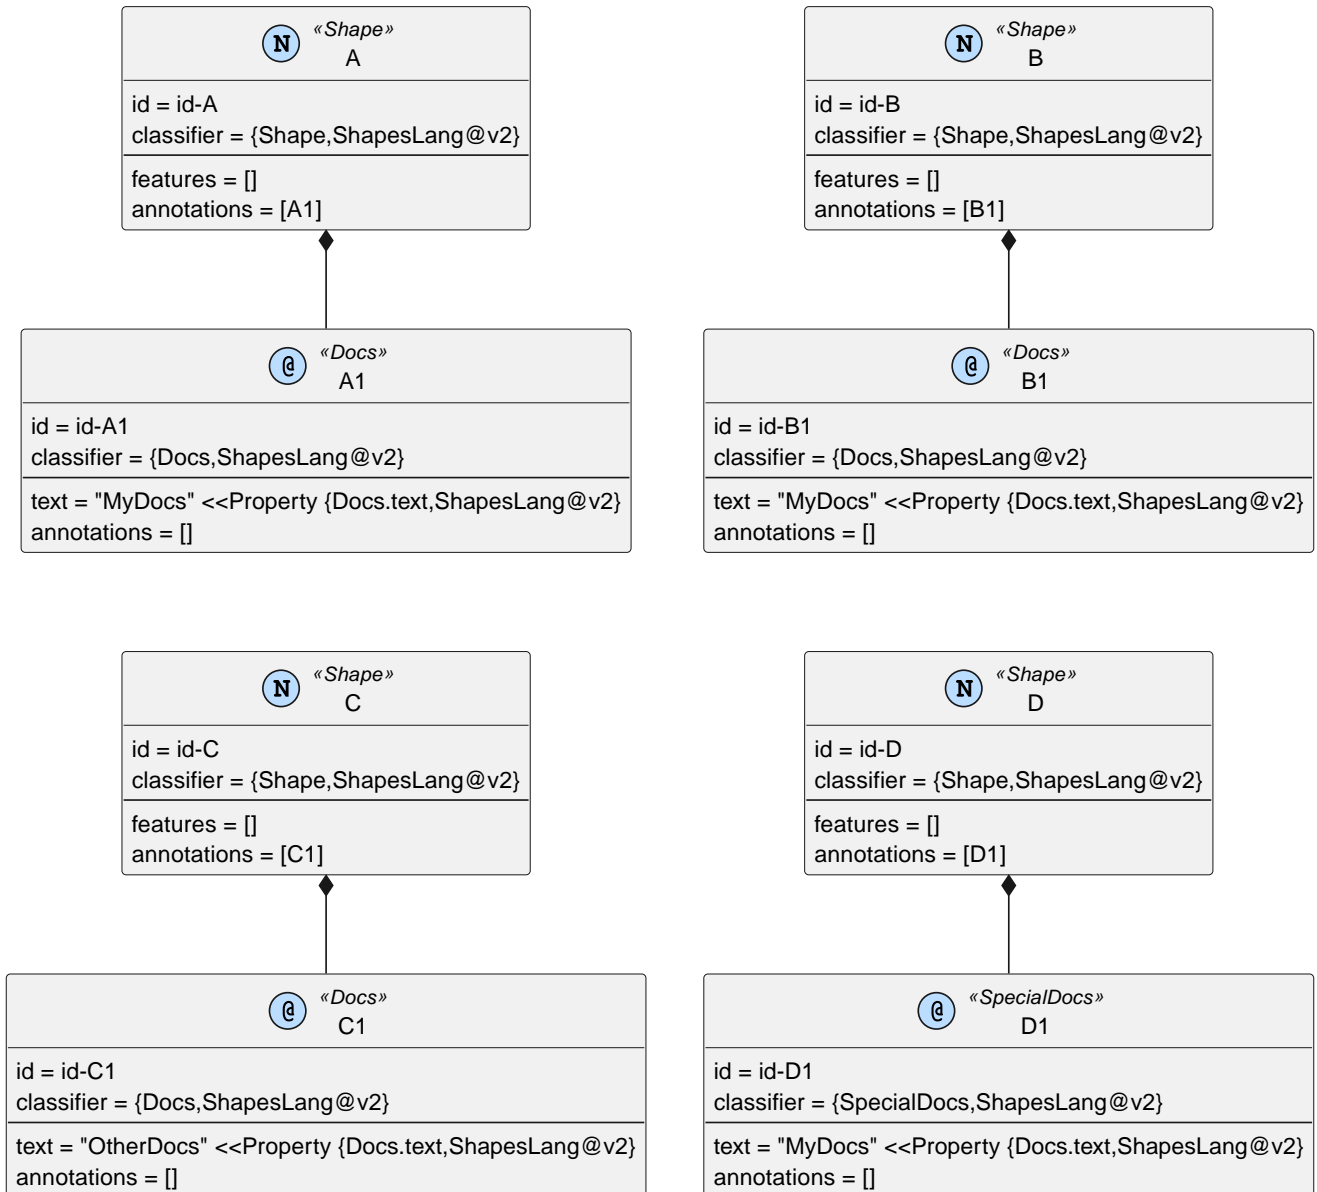 N «Shape»
A
id = id-A
classifier = {Shape,ShapesLang@v2}
features = []
annotations = [A1]
@ «Docs»
A1
id = id-A1
classifier = {Docs,ShapesLang@v2}
text = "MyDocs" <<Property {Docs.text,ShapesLang@v2}
annotations = []
N «Shape»
B
id = id-B
classifier = {Shape,ShapesLang@v2}
features = []
annotations = [B1]
@ «Docs»
B1
id = id-B1
classifier = {Docs,ShapesLang@v2}
text = "MyDocs" <<Property {Docs.text,ShapesLang@v2}
annotations = []
N «Shape»
C
id = id-C
classifier = {Shape,ShapesLang@v2}
features = []
annotations = [C1]
@ «Docs»
C1
id = id-C1
classifier = {Docs,ShapesLang@v2}
text = "OtherDocs" <<Property {Docs.text,ShapesLang@v2}
annotations = []
N «Shape»
D
id = id-D
classifier = {Shape,ShapesLang@v2}
features = []
annotations = [D1]
@ «SpecialDocs»
D1
id = id-D1
classifier = {SpecialDocs,ShapesLang@v2}
text = "MyDocs" <<Property {Docs.text,ShapesLang@v2}
annotations = []